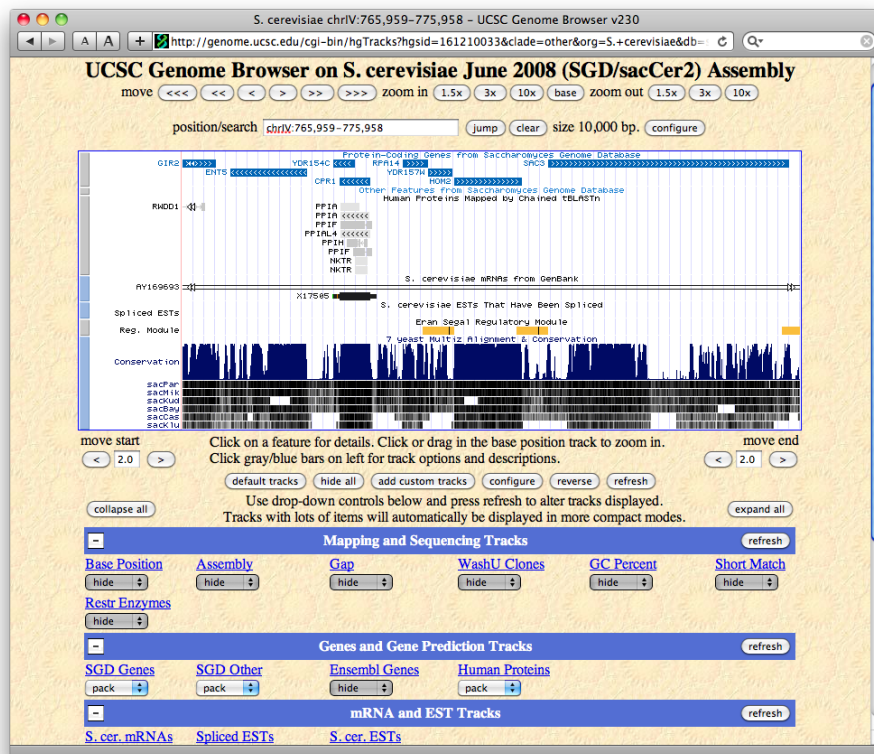 S. cerevisiae chrIV:765,959-775,958 - UCSC Genome Browser v230
A A + http://genome.ucsc.edu/cgi-bin/hgTracks?hgsid=161210033&clade=other&org=S.+cerevisiae&db=
UCSC Genome Browser on S. cerevisiae June 2008 (SGD/sacCer2) Assembly
move <<< << < > >> >>> zoom in 1.5x 3x 10x base zoom out 1.5x 3x 10x
position/search chrIV:765,959-775,958 jump clear size 10,000 bp. configure
Protein-Coding Genes from Saccharomyces Genome Database
GIR2 YDR154C RPA14 SAC3
ENT5 YDR157W
CPR1 HOM2
Other Features from Saccharomyces Genome Database
Human Proteins Mapped by Chained tBLASTn
RWDD1 PPIA
PPIA
PPIF
PPIAL4
PPIH
PPIF
NKTR
NKTR
S. cerevisiae mRNAs from GenBank
AY169693
X17505
S. cerevisiae ESTs That Have Been Spliced
Spliced ESTs
Eran Segal Regulatory Module
Reg. Module
7 yeast Multiz Alignment & Conservation
Conservation
sacPar
sacMik
sacKud
sacBay
sacCas
sacKlu
move start Click on a feature for details. Click or drag in the base position track to zoom in. move end
< 2.0 > Click gray/blue bars on left for track options and descriptions. < 2.0 >
default tracks hide all add custom tracks configure reverse refresh
collapse all Use drop-down controls below and press refresh to alter tracks displayed. expand all
Tracks with lots of items will automatically be displayed in more compact modes.
- Mapping and Sequencing Tracks refresh
Base Position Assembly Gap WashU Clones GC Percent Short Match
hide hide hide hide hide hide
Restr Enzymes
hide
- Genes and Gene Prediction Tracks refresh
SGD Genes SGD Other Ensembl Genes Human Proteins
pack pack hide pack
- mRNA and EST Tracks refresh
S. cer. mRNAs Spliced ESTs S. cer. ESTs